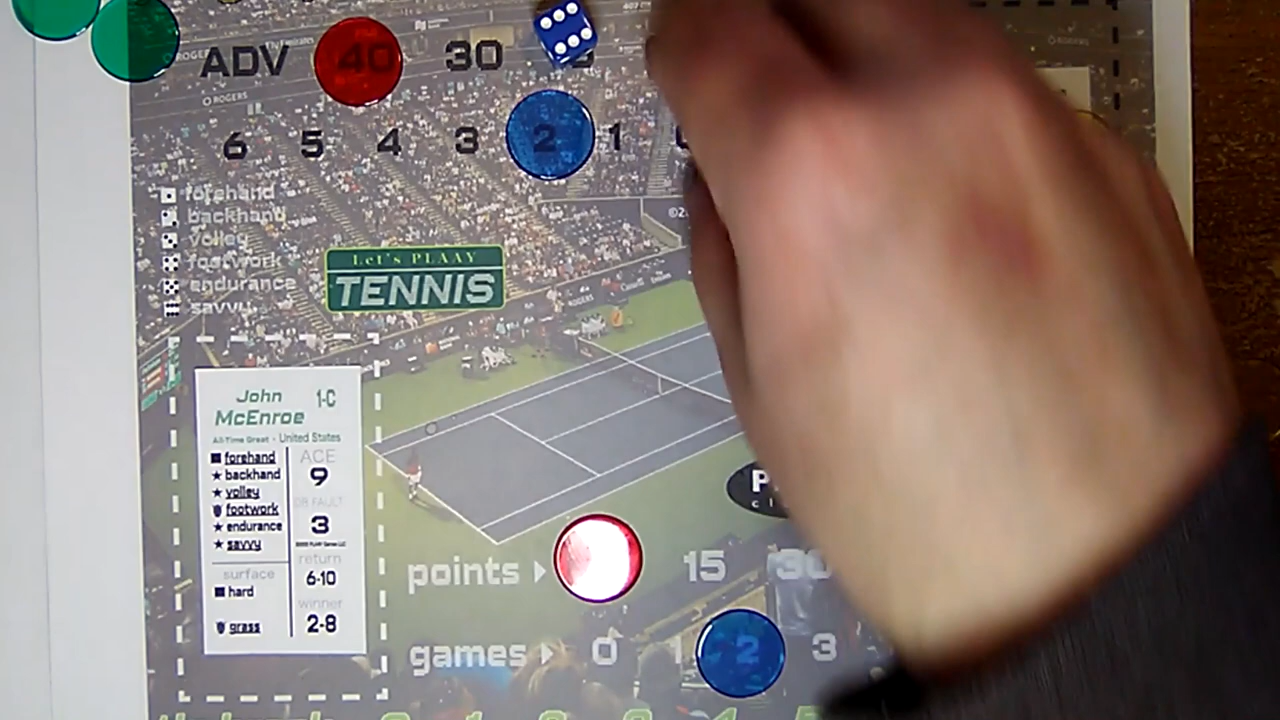 ROGERS
ADV 40 30
ROGERS
6 5 4 3 2 1
forehand
backhand
volley
footwork
endurance
savvy
Let's PLAAY
TENNIS
John
McEnroe
1-C
All-Time Great - United States
forehand
backhand
volley
footwork
endurance
savvy
surface
hard
grass
ACE
9
DB FAULT
3
return
6-10
winner
2-8
points 15 30
games 0 1 2 3